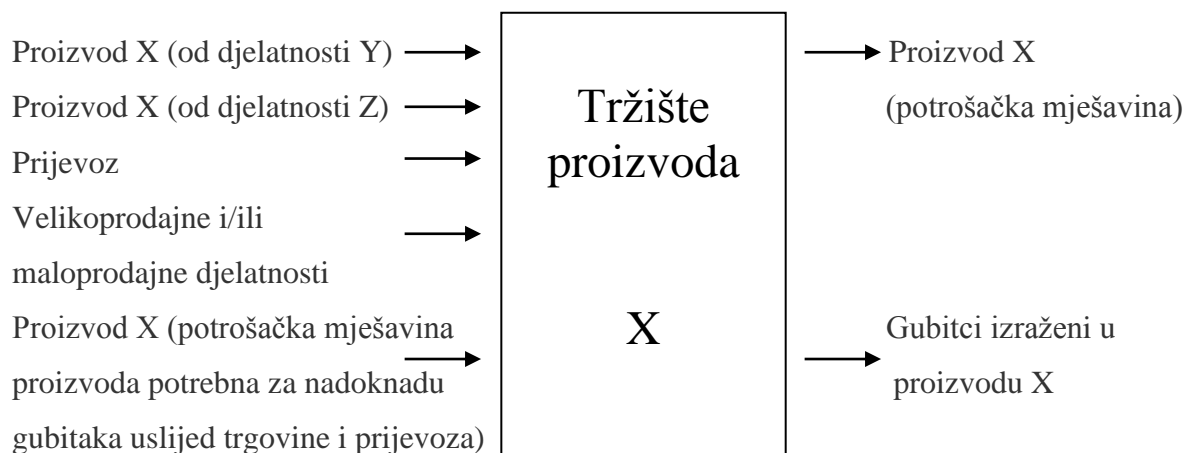 Proizvod X (od djelatnosti Y)
Proizvod X (od djelatnosti Z)
Prijevoz
Velikoprodajne i/ili
maloprodajne djelatnosti
Proizvod X (potrošačka mješavina
proizvoda potrebna za nadoknadu
gubitaka uslijed trgovine i prijevoza)
Tržište
proizvoda
X
Proizvod X
(potrošačka mješavina)
Gubitci izraženi u
proizvodu X